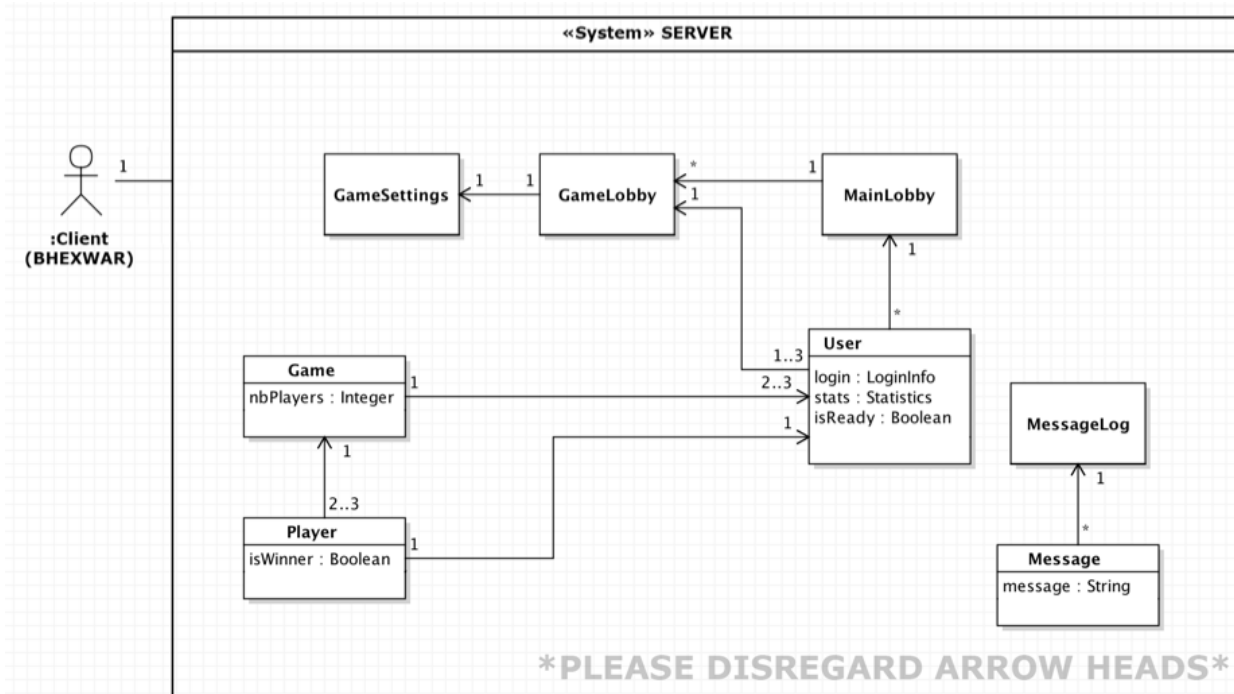 «System» SERVER
1
:Client
(BHEXWAR)
GameSettings
1
1
GameLobby
*
1
1
MainLobby
1
*
User
login : LoginInfo
stats : Statistics
isReady : Boolean
1..3
2..3
1
Game
nbPlayers : Integer
1
1
2..3
Player
isWinner : Boolean
1
MessageLog
1
*
Message
message : String
*PLEASE DISREGARD ARROW HEADS*